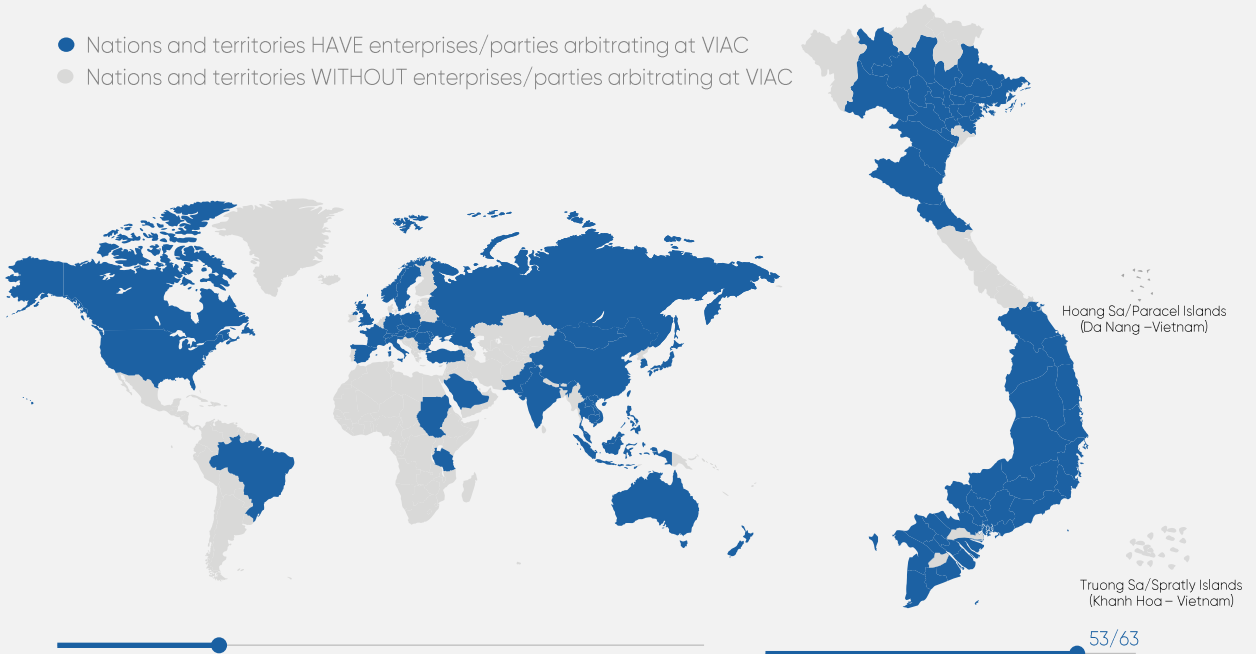 Nations and territories HAVE enterprises/parties arbitrating at VIAC
Nations and territories WITHOUT enterprises/parties arbitrating at VIAC
Hoang Sa/Paracel Islands
(Da Nang –Vietnam)
Truong Sa/Spratly Islands
(Khanh Hoa – Vietnam)
53/63